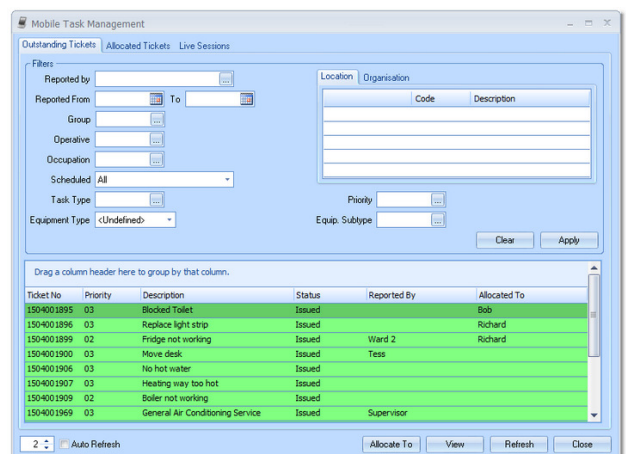 Mobile Task Management
Outstanding Tickets Allocated Tickets Live Sessions
Filters
Reported by ...
Location Organisation
Reported From To
Code Description
Group ...
Operative ...
Occupation ...
Scheduled All
Task Type ... Priority ...
Equipment Type <Undefined> Equip. Subtype ...
Clear Apply
Drag a column header here to group by that column.
Ticket No Priority Description Status Reported By Allocated To
1504001895 03 Blocked Toilet Issued Bob
1504001896 03 Replace light strip Issued Richard
1504001899 02 Fridge not working Issued Ward 2 Richard
1504001900 03 Move desk Issued Tess
1504001906 03 No hot water Issued
1504001907 03 Heating way too hot Issued
1504001909 02 Boiler not working Issued
1504001969 03 General Air Conditioning Service Issued Supervisor
2 Auto Refresh Allocate To View Refresh Close